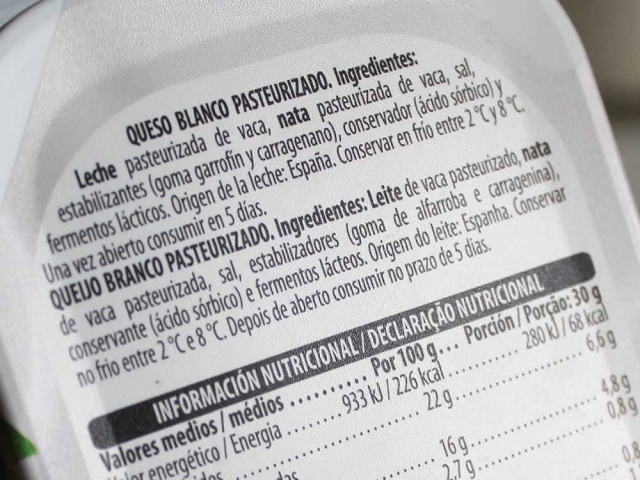 QUESO BLANCO PASTEURIZADO. Ingredientes:
Leche pasteurizada de vaca, nata pasteurizada de vaca, sal,
estabilizantes (goma garrofín y carragenano), conservador (ácido sórbico) y
fermentos lácticos. Origen de la leche: España. Conservar en frío entre 2 °C y 8 °C.
Una vez abierto consumir en 5 días.
QUEIJO BRANCO PASTEURIZADO. Ingredientes: Leite de vaca pasteurizado, nata
de vaca pasteurizada, sal, estabilizadores (goma de alfarroba e carragenina),
conservante (ácido sórbico) e fermentos lácteos. Origem do leite: Espanha. Conservar
no frio entre 2 °C e 8 °C. Depois de aberto consumir no prazo de 5 dias.
INFORMACIÓN NUTRICIONAL / DECLARAÇÃO NUTRICIONAL
Valores medios / médios .......... Por 100 g... Porción / Porção: 30 g
Valor energético / Energia ....... 933 kJ / 226 kcal ........ 280 kJ / 68 kcal
22 g ........ 6,6 g
16 g ........ 4,8 g
2,7 g ........ 0,8 g
0,8